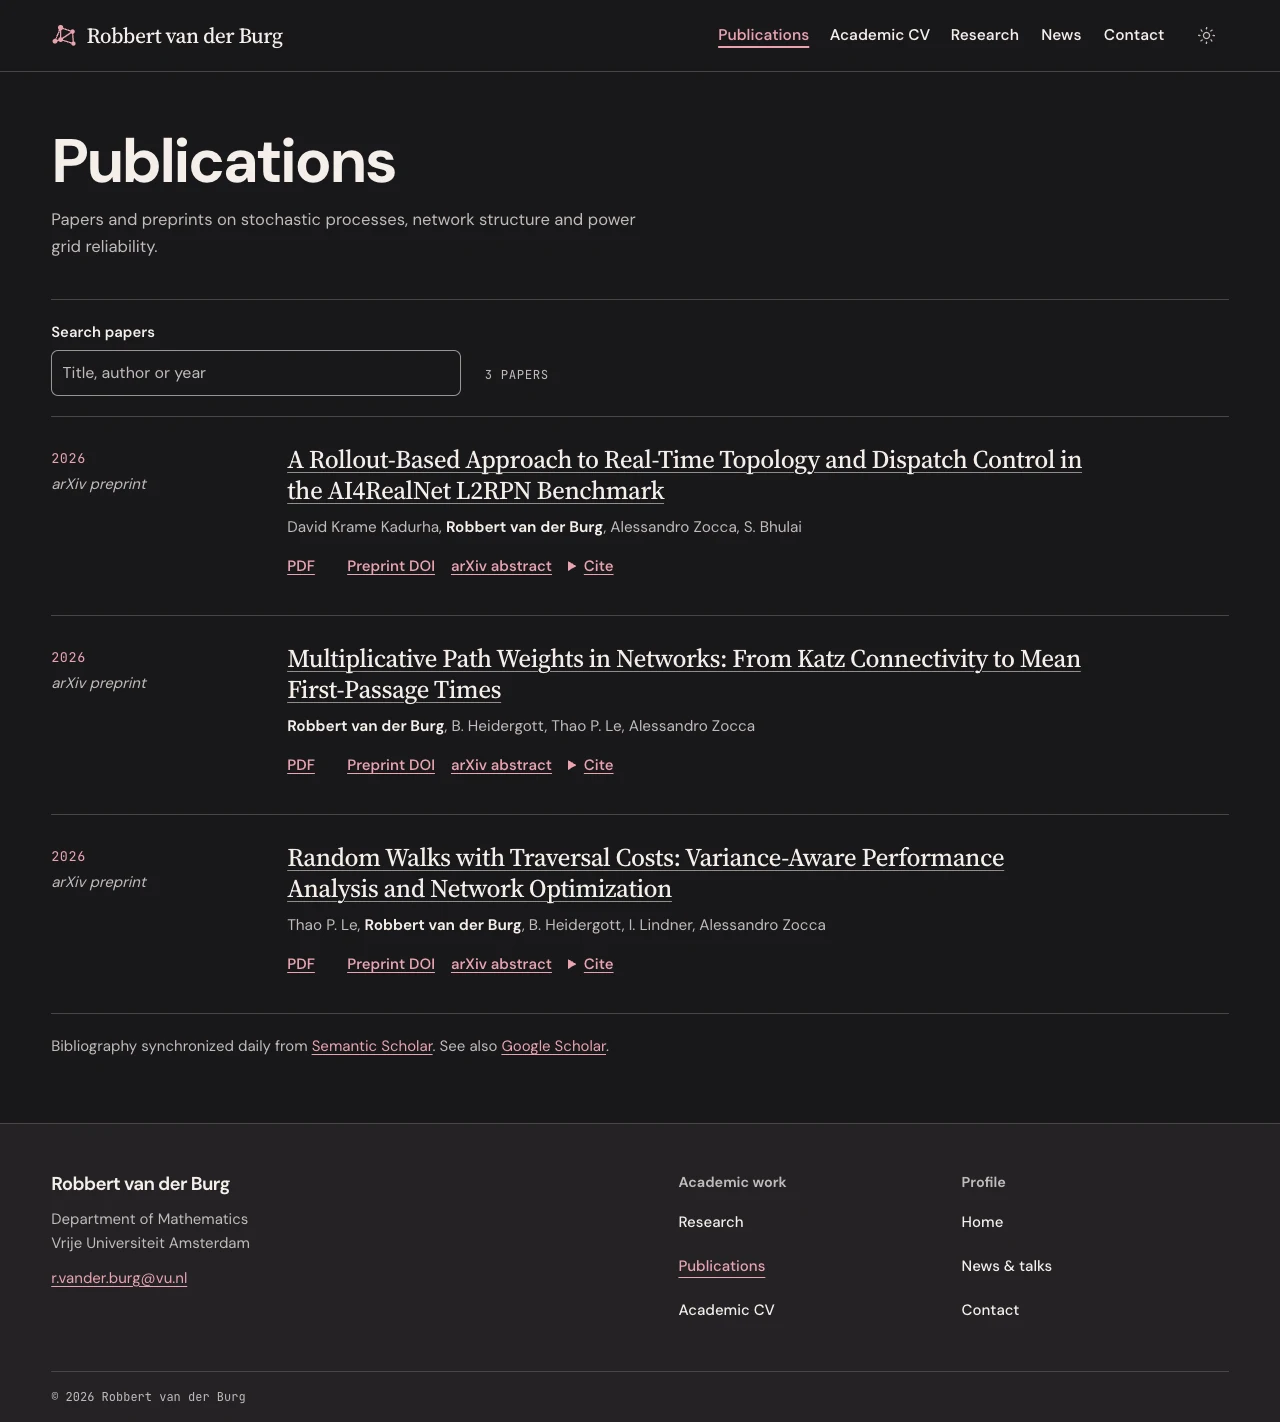 Robbert van der Burg
Publications Academic CV Research News Contact
Publications
Papers and preprints on stochastic processes, network structure and power
grid reliability.
Search papers
Title, author or year
3 PAPERS
2026
arXiv preprint
A Rollout-Based Approach to Real-Time Topology and Dispatch Control in
the AI4RealNet L2RPN Benchmark
David Krame Kadurha, Robbert van der Burg, Alessandro Zocca, S. Bhulai
PDF Preprint DOI arXiv abstract Cite
2026
arXiv preprint
Multiplicative Path Weights in Networks: From Katz Connectivity to Mean
First-Passage Times
Robbert van der Burg, B. Heidergott, Thao P. Le, Alessandro Zocca
PDF Preprint DOI arXiv abstract Cite
2026
arXiv preprint
Random Walks with Traversal Costs: Variance-Aware Performance
Analysis and Network Optimization
Thao P. Le, Robbert van der Burg, B. Heidergott, I. Lindner, Alessandro Zocca
PDF Preprint DOI arXiv abstract Cite
Bibliography synchronized daily from Semantic Scholar. See also Google Scholar.
Robbert van der Burg
Department of Mathematics
Vrije Universiteit Amsterdam
r.vander.burg@vu.nl
Academic work
Research
Publications
Academic CV
Profile
Home
News & talks
Contact
© 2026 Robbert van der Burg